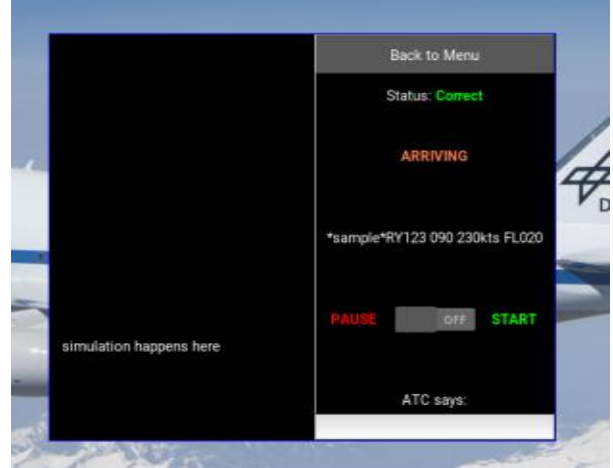 Back to Menu
Status: Correct
ARRIVING
*sample*RY123 090 230kts FL020
PAUSE OFF START
simulation happens here
ATC says:
D